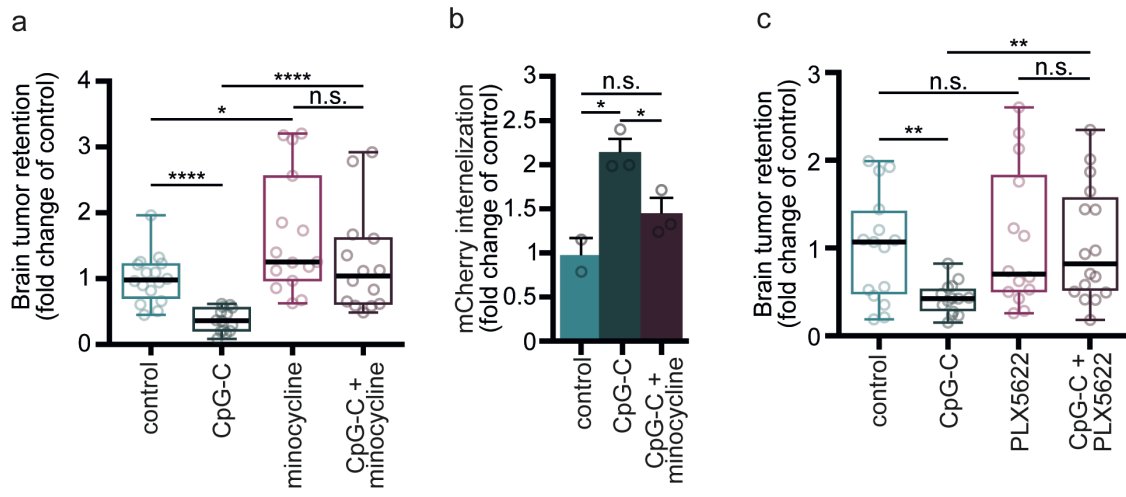 a
Brain tumor retention
(fold change of control)
4
3
2
1
0
****
*
****
n.s.
control
CpG-C
minocycline
CpG-C +
minocycline
b
mCherry internelization
(fold change of control)
3
2.5
2
1.5
1
0.5
0
n.s.
*
*
control
CpG-C
CpG-C +
minocycline
c
Brain tumor retention
(fold change of control)
3
2
1
0
**
n.s.
n.s.
**
control
CpG-C
PLX5622
CpG-C +
PLX5622